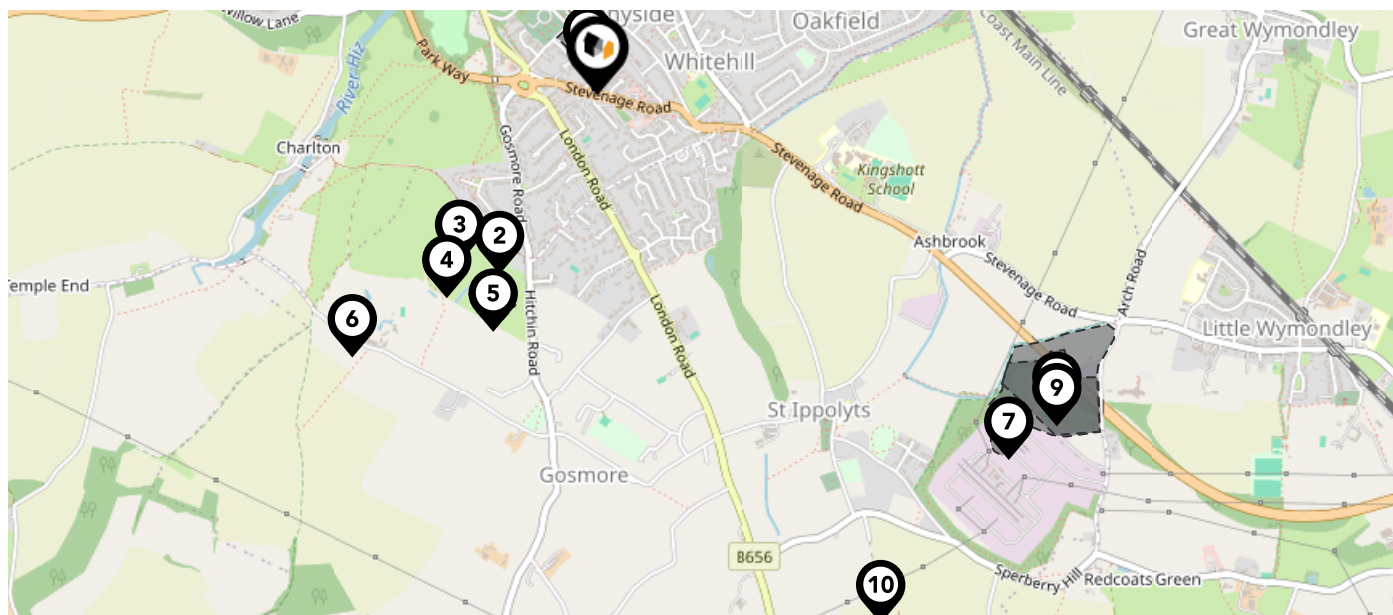 Willow Lane
nyside
Oakfield
Great Wymondley
Coast Main Line
River Hiz
Park Way
Whitehill
Stevenage Road
Charlton
Gosmore Road
London Road
Stevenage Road
Kingshott
School
3
2
4
5
6
Ashbrook
Stevenage Road
Arch Road
Temple End
Hitchin Road
London Road
Little Wymondley
9
7
St Ippolyts
Gosmore
B656
10
Sperberry Hill
Redcoats Green